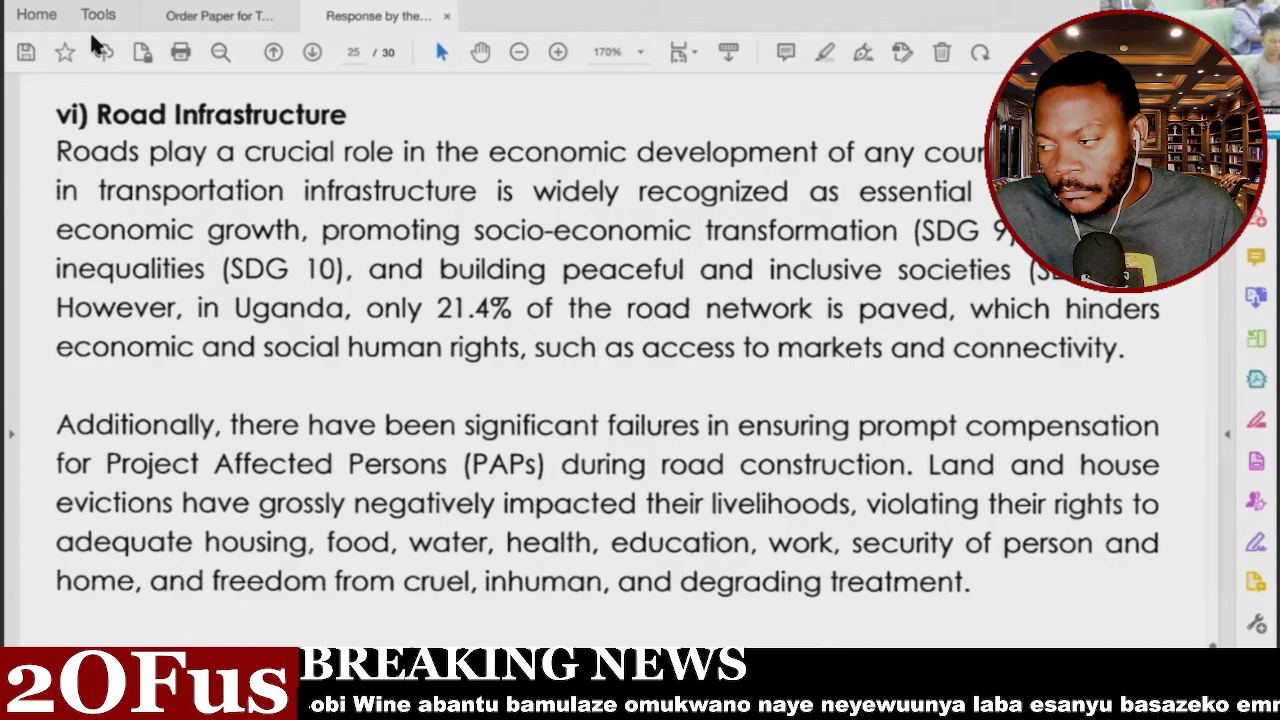 Home Tools Order Paper for T... Response by the... ×
25 / 30 170%
vi) Road Infrastructure
Roads play a crucial role in the economic development of any
in transportation infrastructure is widely recognized as essential
economic growth, promoting socio-economic transformation (SDG 9)
inequalities (SDG 10), and building peaceful and inclusive societies
However, in Uganda, only 21.4% of the road network is paved, which hinders
economic and social human rights, such as access to markets and connectivity.
Additionally, there have been significant failures in ensuring prompt compensation
for Project Affected Persons (PAPs) during road construction. Land and house
evictions have grossly negatively impacted their livelihoods, violating their rights to
adequate housing, food, water, health, education, work, security of person and
home, and freedom from cruel, inhuman, and degrading treatment.
2OFus
BREAKING NEWS
obi Wine abantu bamulaze omukwano naye neyewuunya laba esanyu basazeko